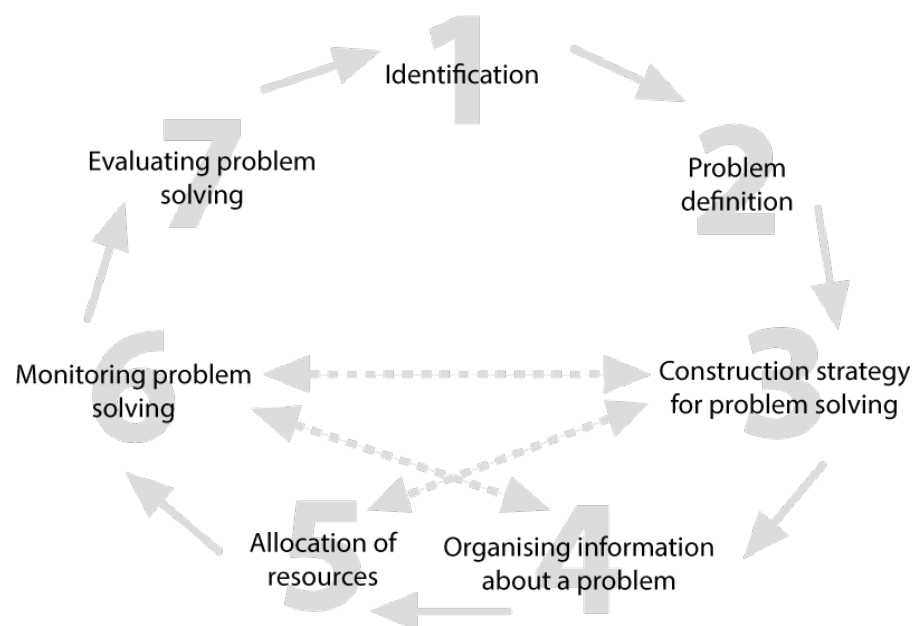 1
Identification
2
Problem
definition
3
Construction strategy
for problem solving
4
Organising information
about a problem
5
Allocation of
resources
6
Monitoring problem
solving
7
Evaluating problem
solving